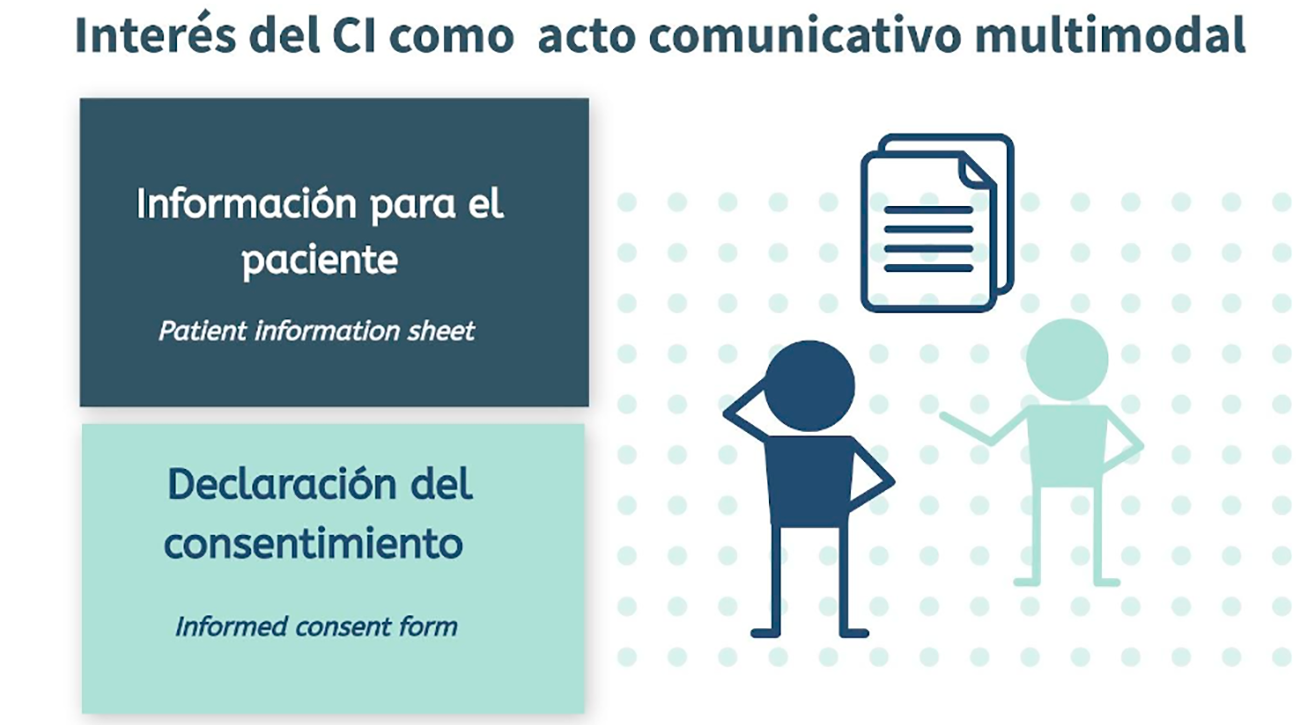 Interés del CI como acto comunicativo multimodal
Información para el
paciente
Patient information sheet
Declaración del
consentimiento
Informed consent form